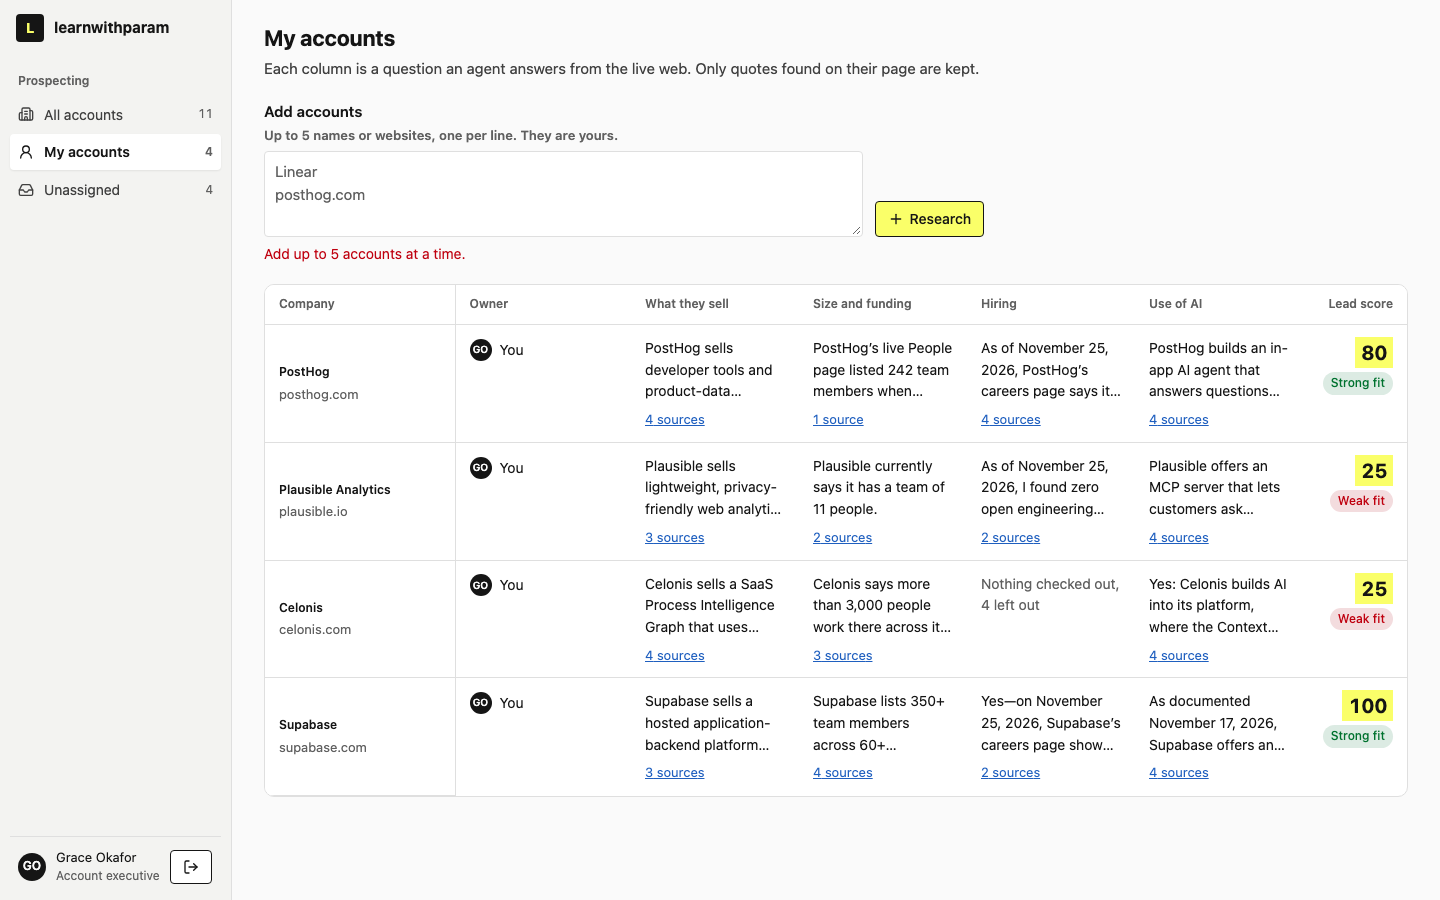 L learnwithparam
Prospecting
All accounts 11
My accounts 4
Unassigned 4
GO Grace Okafor
Account executive
My accounts
Each column is a question an agent answers from the live web. Only quotes found on their page are kept.
Add accounts
Up to 5 names or websites, one per line. They are yours.
Linear
posthog.com
+ Research
Add up to 5 accounts at a time.
Company Owner What they sell Size and funding Hiring Use of AI Lead score
PostHog
posthog.com
GO You
PostHog sells
developer tools and
product-data…
4 sources
PostHog’s live People
page listed 242 team
members when…
1 source
As of November 25,
2026, PostHog’s
careers page says it…
4 sources
PostHog builds an in-
app AI agent that
answers questions…
4 sources
80
Strong fit
Plausible Analytics
plausible.io
GO You
Plausible sells
lightweight, privacy-
friendly web analyti…
3 sources
Plausible currently
says it has a team of
11 people.
2 sources
As of November 25,
2026, I found zero
open engineering…
2 sources
Plausible offers an
MCP server that lets
customers ask…
4 sources
25
Weak fit
Celonis
celonis.com
GO You
Celonis sells a SaaS
Process Intelligence
Graph that uses…
4 sources
Celonis says more
than 3,000 people
work there across it…
3 sources
Nothing checked out,
4 left out
Yes: Celonis builds AI
into its platform,
where the Context…
4 sources
25
Weak fit
Supabase
supabase.com
GO You
Supabase sells a
hosted application-
backend platform…
3 sources
Supabase lists 350+
team members
across 60+…
4 sources
Yes—on November
25, 2026, Supabase’s
careers page show…
2 sources
As documented
November 17, 2026,
Supabase offers an…
4 sources
100
Strong fit